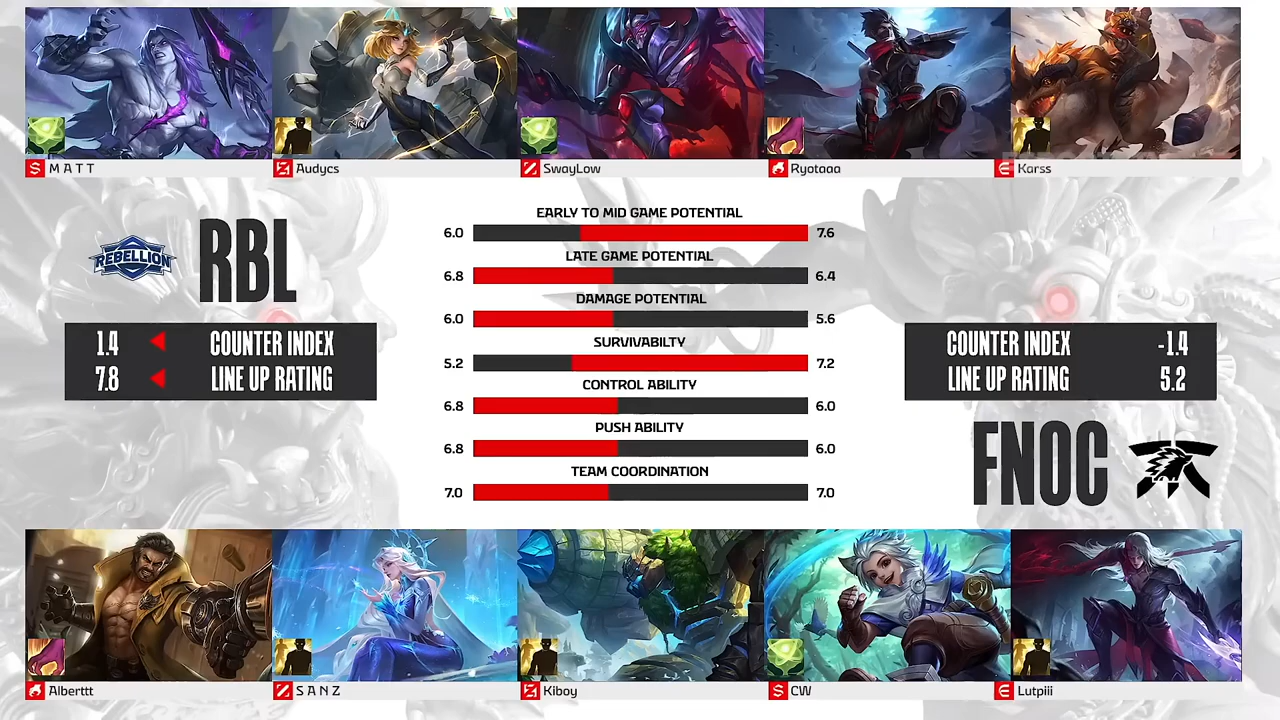 M A T T
Audycs
SwayLow
Ryotaaa
Karss
REBELLION
RBL
1.4 COUNTER INDEX
7.8 LINE UP RATING
EARLY TO MID GAME POTENTIAL
6.0 7.6
LATE GAME POTENTIAL
6.8 6.4
DAMAGE POTENTIAL
6.0 5.6
SURVIVABILTY
5.2 7.2
CONTROL ABILITY
6.8 6.0
PUSH ABILITY
6.8 6.0
TEAM COORDINATION
7.0 7.0
COUNTER INDEX -1.4
LINE UP RATING 5.2
FNOC
Alberttt
S A N Z
Kiboy
CW
Lutpiii